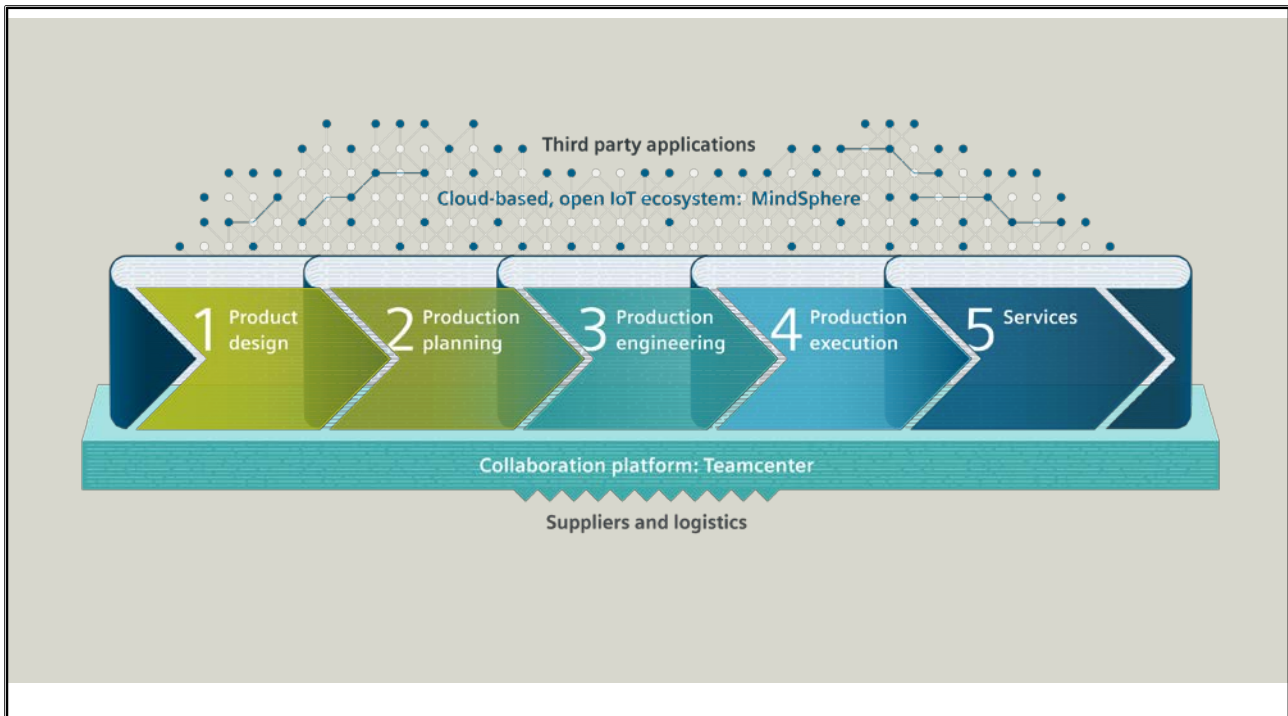 Third party applications
Cloud-based, open IoT ecosystem: MindSphere
1 Product
design
2 Production
planning
3 Production
engineering
4 Production
execution
5 Services
Collaboration platform: Teamcenter
Suppliers and logistics